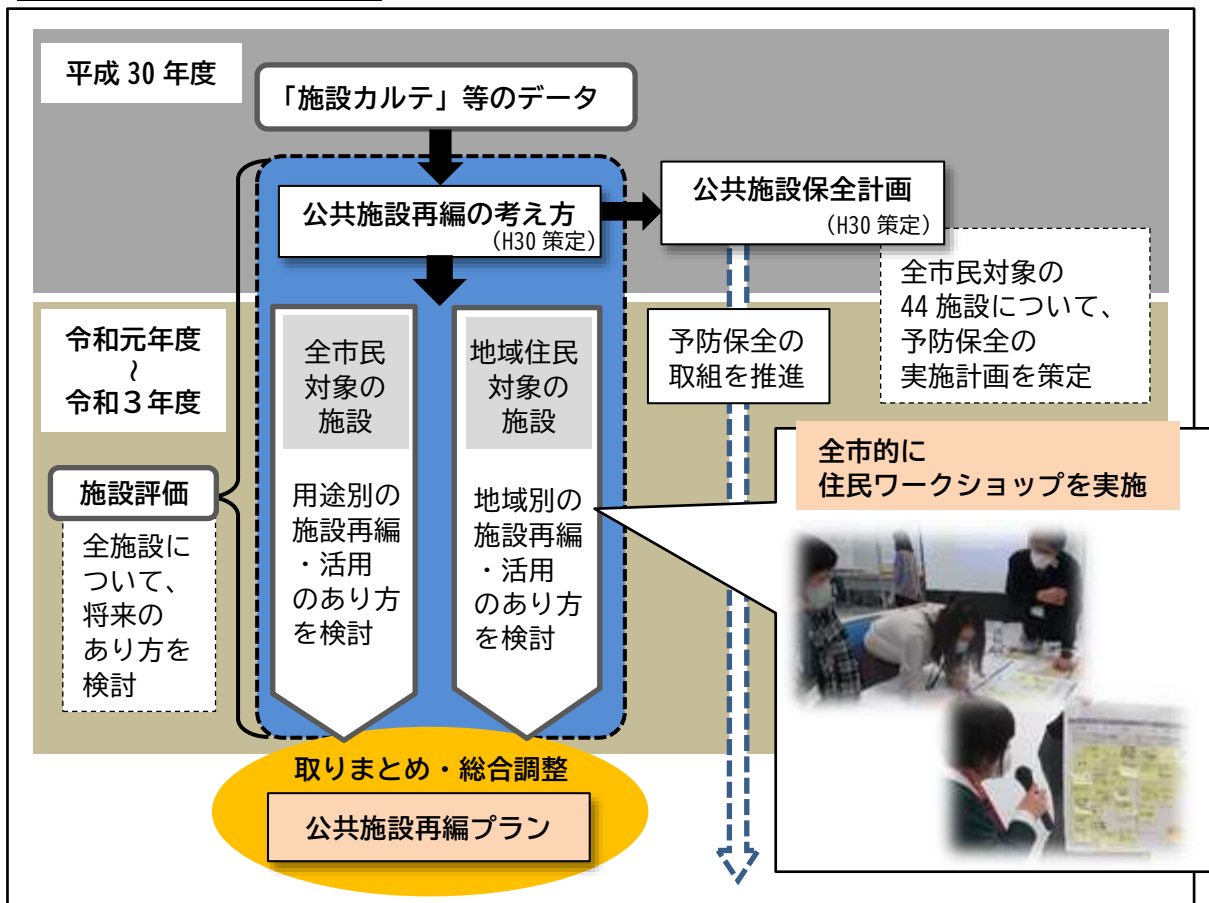 平成 30 年度
「施設カルテ」等のデータ
公共施設再編の考え方
(H30 策定)
公共施設保全計画
(H30 策定)
全市民対象の
44 施設について、
予防保全の
実施計画を策定
令和元年度
~
令和３年度
全市民
対象の
施設
用途別の
施設再編
・活用
のあり方
を検討
地域住民
対象の
施設
地域別の
施設再編
・活用
のあり方
を検討
予防保全の
取組を推進
施設評価
全施設に
ついて、
将来の
あり方を
検討
全市的に
住民ワークショップを実施
取りまとめ・総合調整
公共施設再編プラン